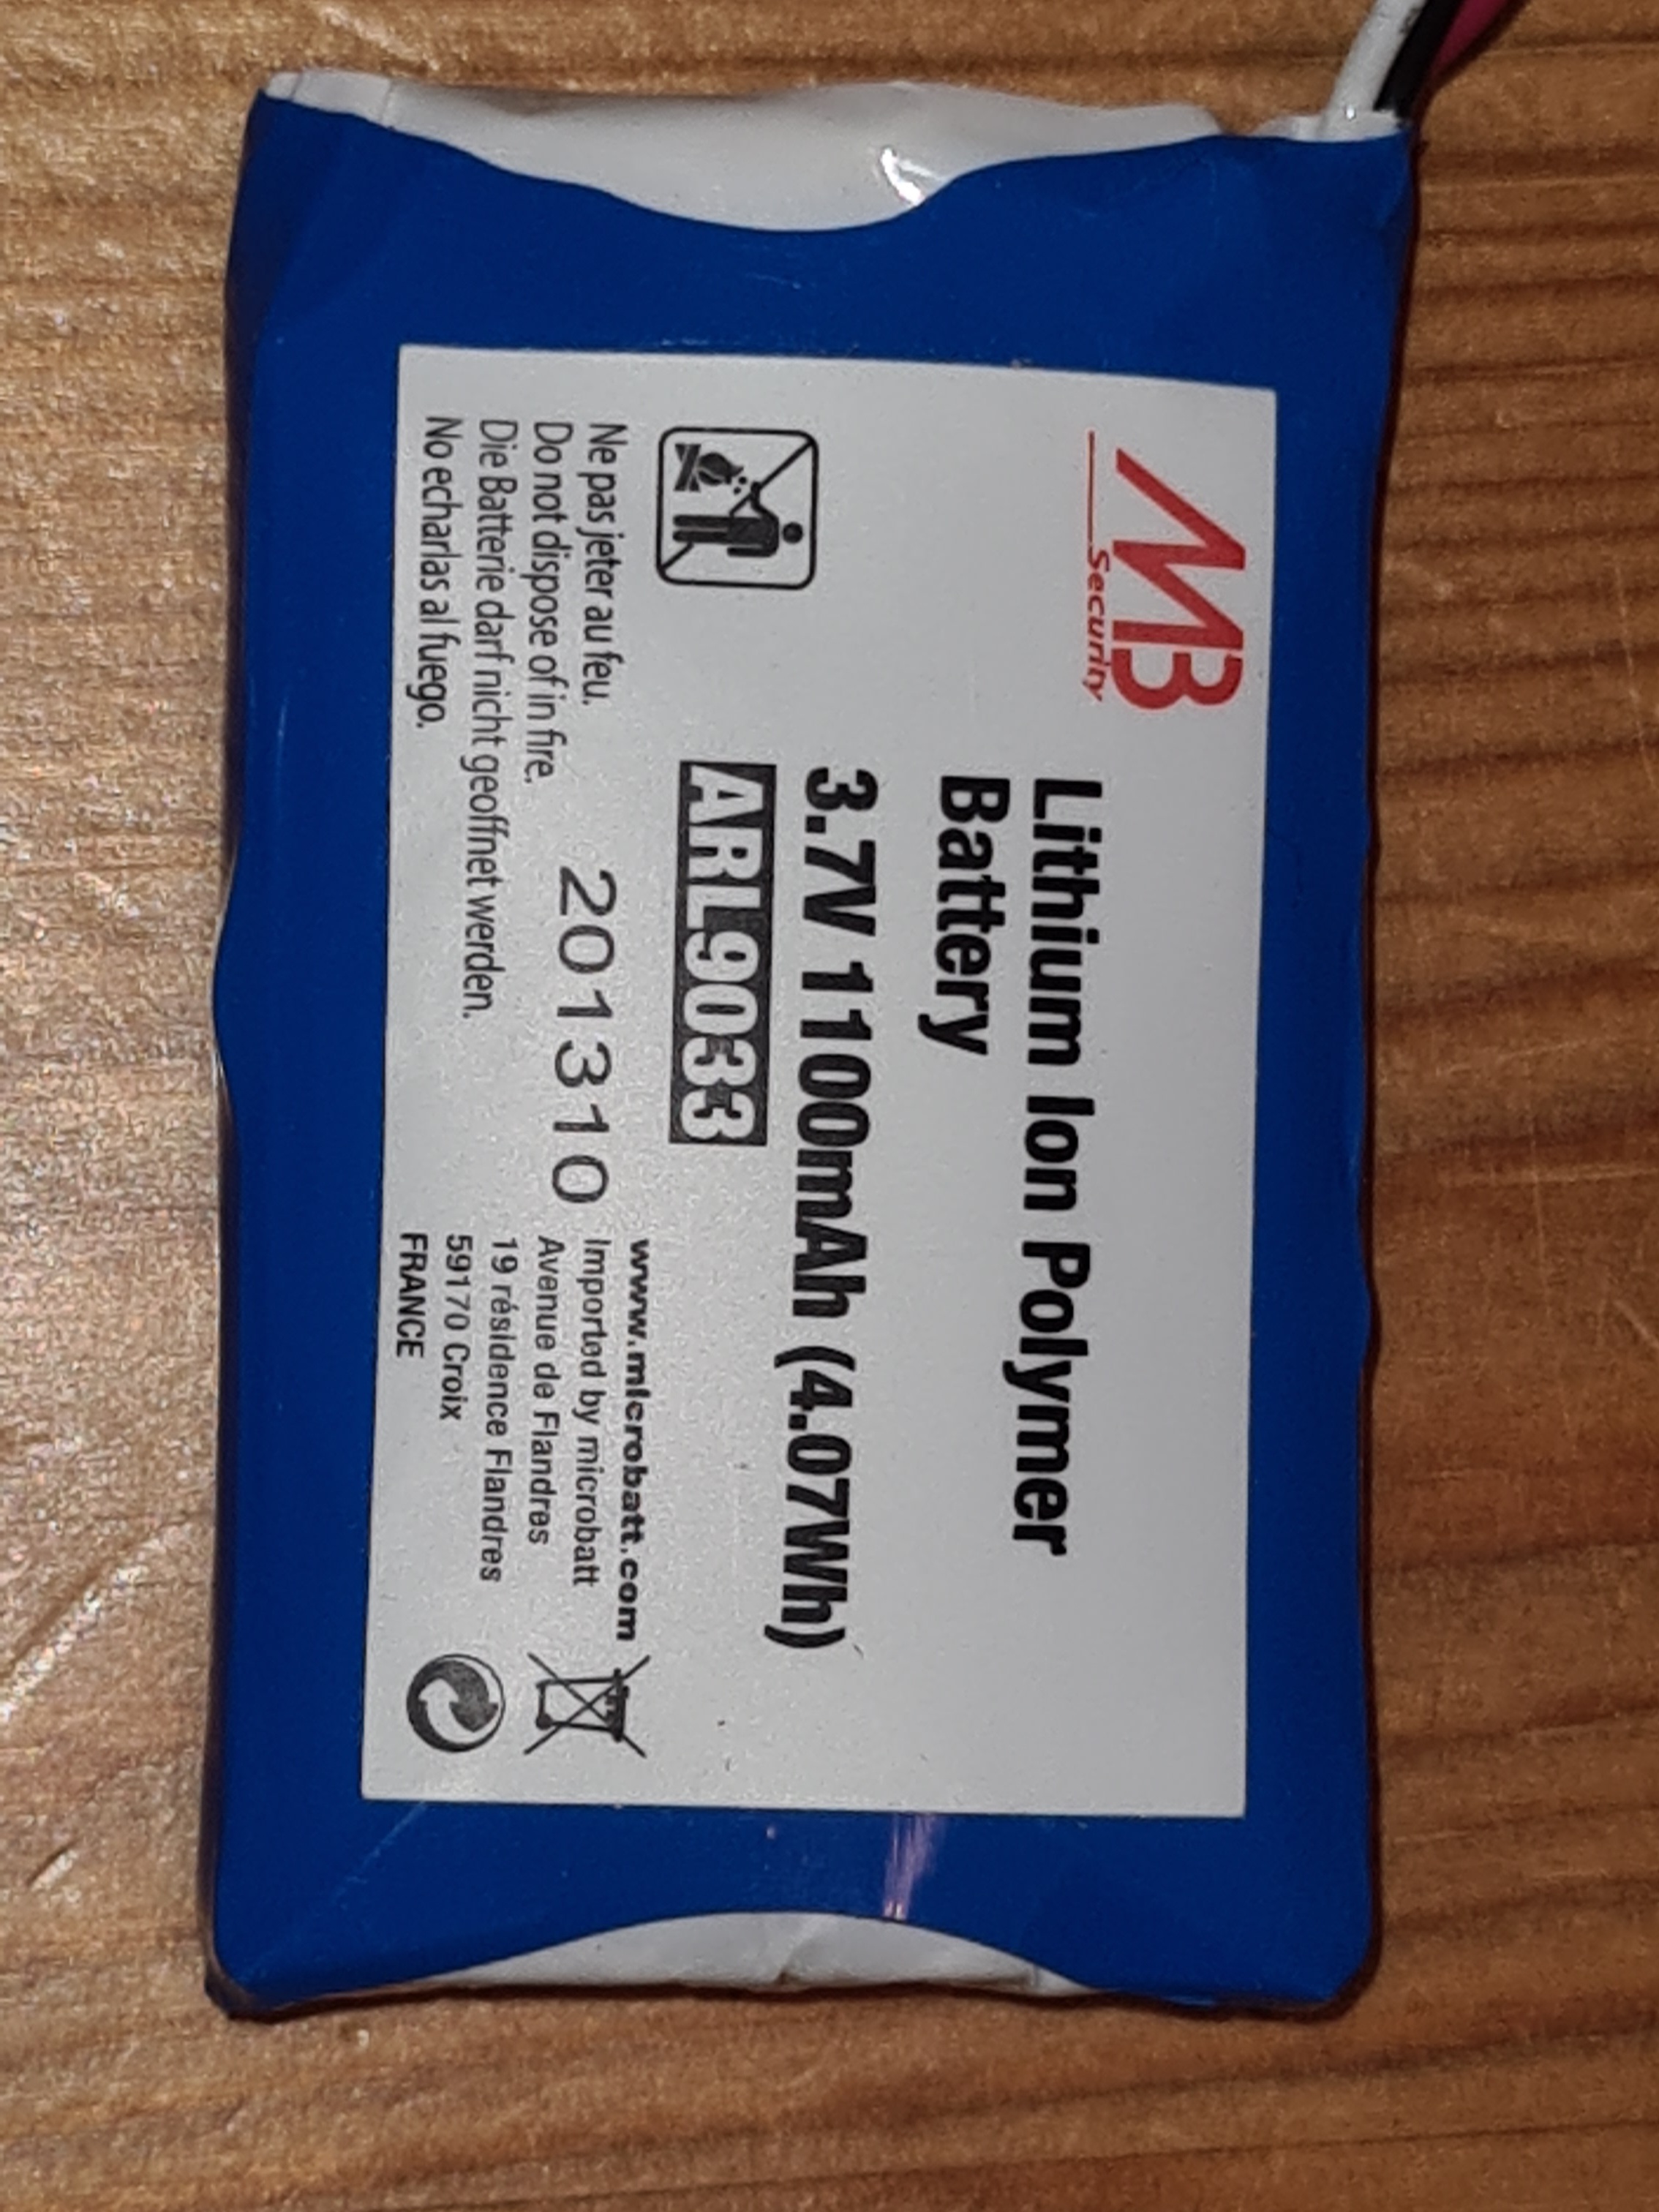 MB
Security
Lithium Ion Polymer
Battery
3.7V 1100mAh (4.07Wh)
ARL9033
Ne pas jeter au feu.
Do not dispose of in fire.
Die Batterie darf nicht geoffnet werden.
No echarlas al fuego.
201310
www.microbatt.com
Imported by microbatt
Avenue de Flandres
19 résidence Flandres
59170 Croix
FRANCE